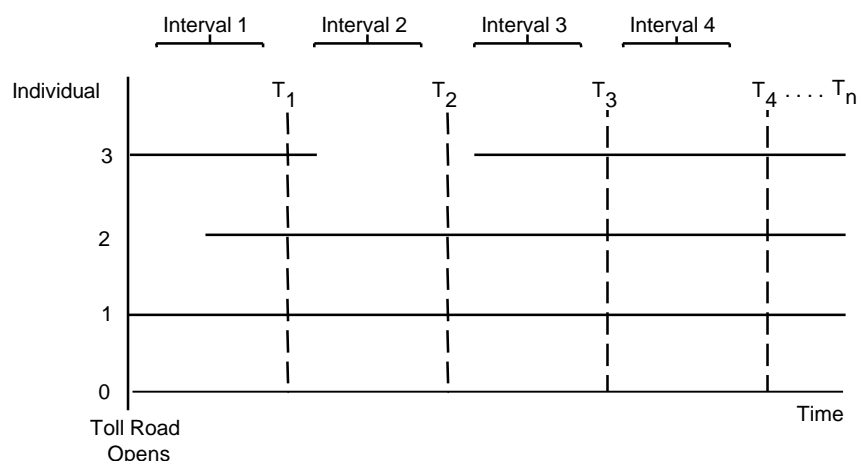 Interval 1 Interval 2 Interval 3 Interval 4
Individual T1 T2 T3 T4 . . . . Tn
3
2
1
0
Time
Toll Road
Opens